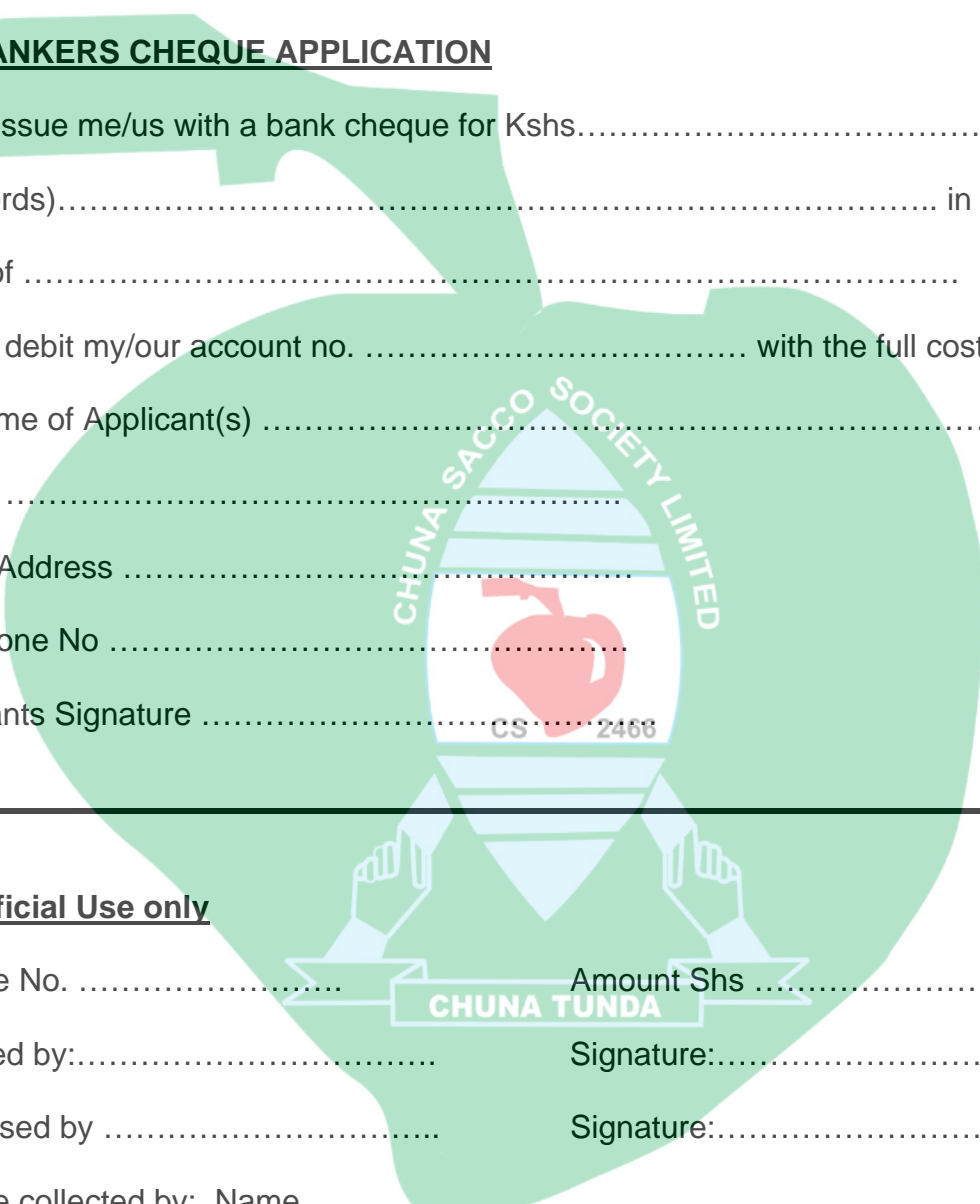 ANKERS CHEQUE APPLICATION
ssue me/us with a bank cheque for Kshs……………………………….
rds)……………………………………………………………………….. in
of …………………………………………………………………………….
debit my/our account no. ……………………………… with the full cost
me of Applicant(s) ……………………………………………………………
………………………………………………….
Address …………………………………………
one No ………………………………………….
ants Signature …………………………………….
CHUNA SACCO SOCIETY LIMITED
CS 2466
ficial Use only
e No. ……………………. Amount Shs …………………
CHUNA TUNDA
ed by:……………………………. Signature:……………………
sed by ………………………….. Signature:……………………
e collected by: Name